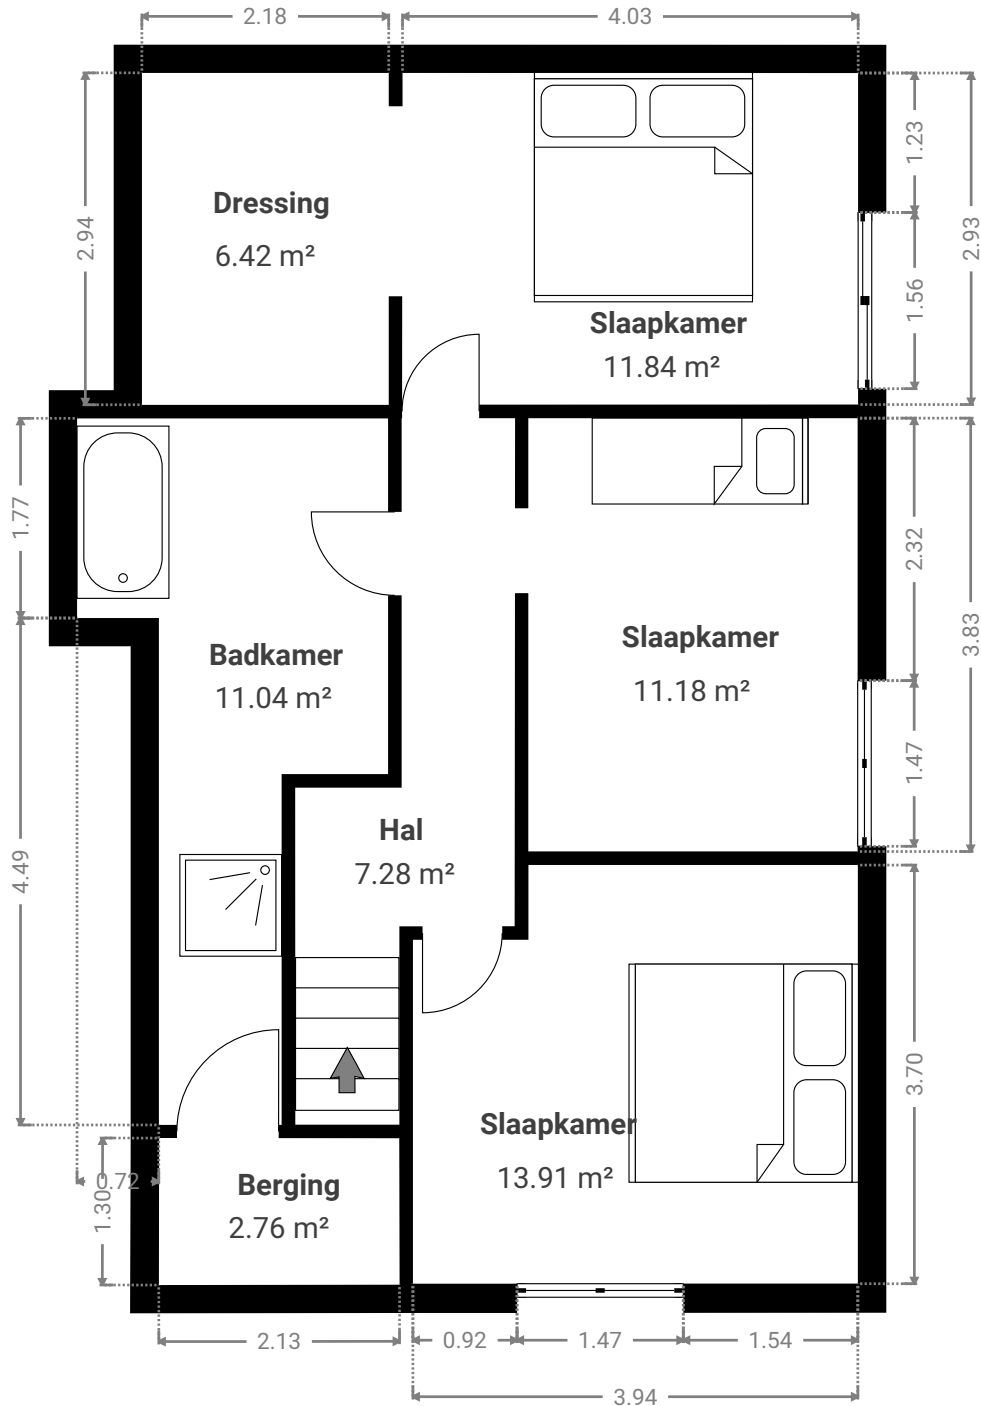 2.18
4.03
1.23
2.94
2.93
Dressing
6.42 m²
1.56
Slaapkamer
11.84 m²
1.77
2.32
3.83
Slaapkamer
11.18 m²
Badkamer
11.04 m²
1.47
Hal
7.28 m²
4.49
3.70
Slaapkamer
13.91 m²
0.72
1.30
Berging
2.76 m²
2.13
0.92
1.47
1.54
3.94